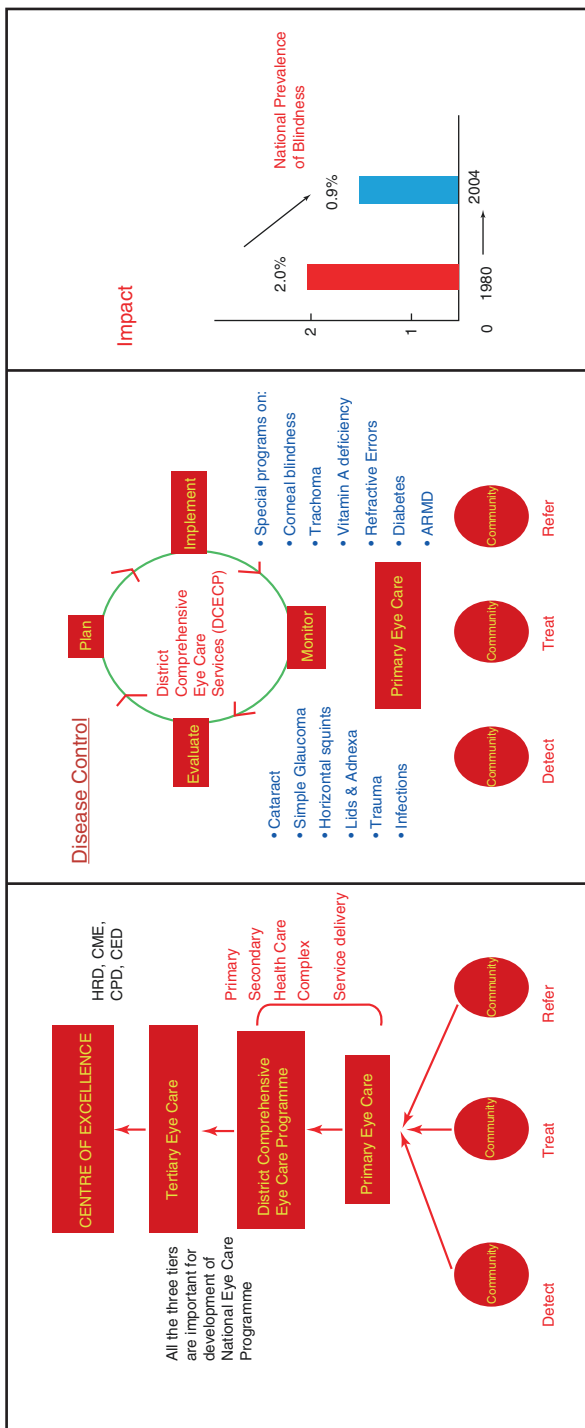 CENTRE OF EXCELLENCE
HRD, CME,
CPD, CED
Tertiary Eye Care
All the three tiers
are important for
development of
National Eye Care
Programme
District Comprehensive
Eye Care Programme
Primary Eye Care
Primary
Secondary
Health Care
Complex
Service delivery
Community
Community
Community
Detect
Treat
Refer
Disease Control
Plan
Implement
Monitor
Evaluate
District
Comprehensive
Eye Care
Services (DCECP)
• Cataract
• Simple Glaucoma
• Horizontal squints
• Lids & Adnexa
• Trauma
• Infections
• Special programs on:
• Corneal blindness
• Trachoma
• Vitamin A deficiency
• Refractive Errors
• Diabetes
• ARMD
Primary Eye Care
Community
Community
Community
Detect
Treat
Refer
Impact
National Prevalence
of Blindness
2.0%
0.9%
2
1
0
1980
2004